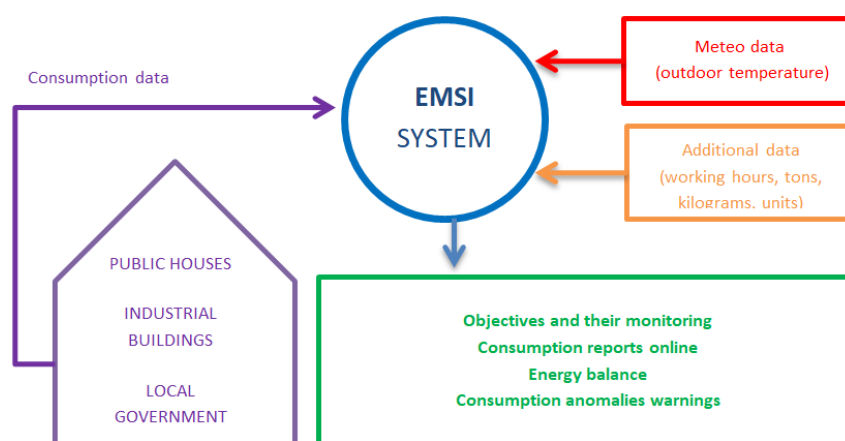 Consumption data
EMSI
SYSTEM
Meteo data
(outdoor temperature)
Additional data
(working hours, tons,
kilograms, units)
PUBLIC HOUSES
INDUSTRIAL
BUILDINGS
LOCAL
GOVERNMENT
Objectives and their monitoring
Consumption reports online
Energy balance
Consumption anomalies warnings